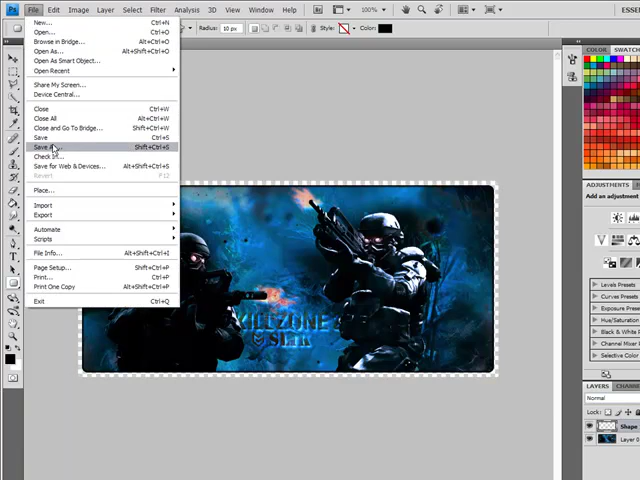 Ps File Edit Image Layer Select Filter Analysis 3D View Window Help 100% ESSE
New... Ctrl+N
Open... Ctrl+O
Browse in Bridge... Alt+Ctrl+O
Open As... Alt+Shift+Ctrl+O
Open As Smart Object...
Open Recent
Share My Screen...
Device Central...
Close Ctrl+W
Close All Alt+Ctrl+W
Close and Go To Bridge... Shift+Ctrl+W
Save Ctrl+S
Save As... Shift+Ctrl+S
Check In...
Save for Web & Devices... Alt+Shift+Ctrl+S
Revert F12
Place...
Import
Export
Automate
Scripts
File Info... Alt+Shift+Ctrl+I
Page Setup... Shift+Ctrl+P
Print... Ctrl+P
Print One Copy Alt+Shift+Ctrl+P
Exit Ctrl+Q
Radius: 10 px Style: Color:
KILLZONE 2
COLOR SWATCHES
ADJUSTMENTS
Add an adjustment
Levels Presets
Curves Presets
Exposure Prese
Hue/Saturation
Channel Mixer
Selective Color
LAYERS CHANNE
Normal
Lock:
Shape
Layer 0